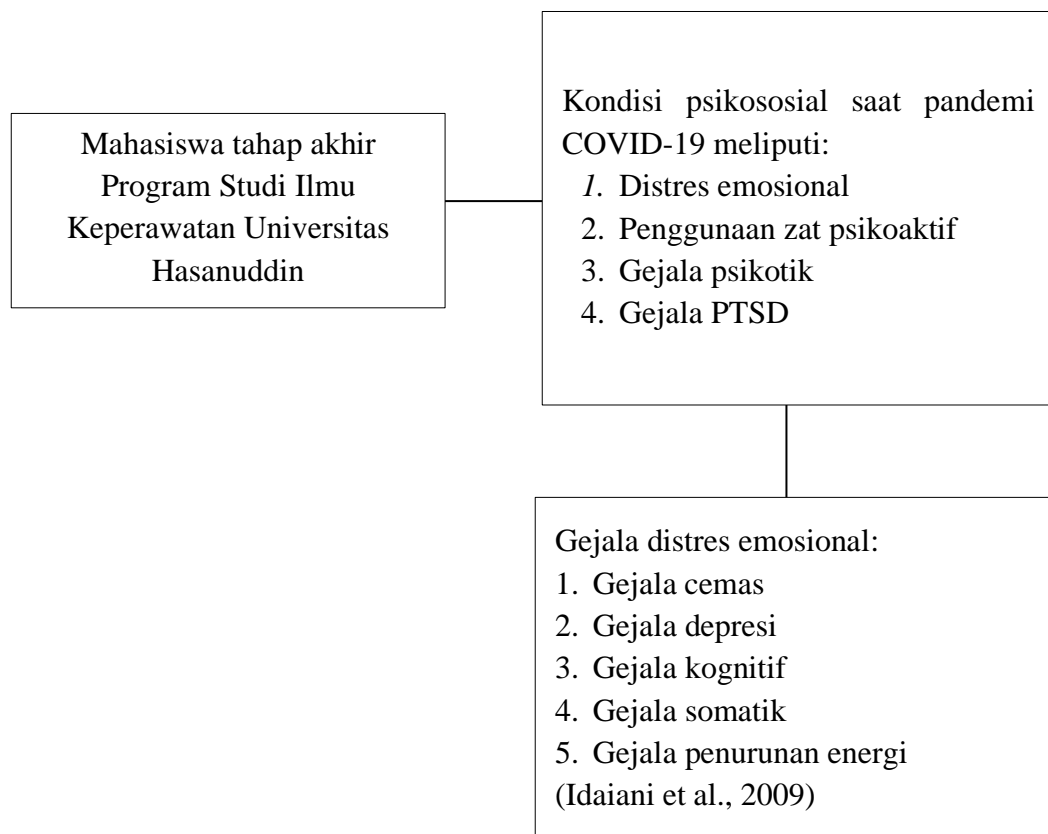 Mahasiswa tahap akhir
Program Studi Ilmu
Keperawatan Universitas
Hasanuddin
Kondisi psikososial saat pandemi
COVID-19 meliputi:
1. Distres emosional
2. Penggunaan zat psikoaktif
3. Gejala psikotik
4. Gejala PTSD
Gejala distres emosional:
1. Gejala cemas
2. Gejala depresi
3. Gejala kognitif
4. Gejala somatik
5. Gejala penurunan energi
(Idaiani et al., 2009)